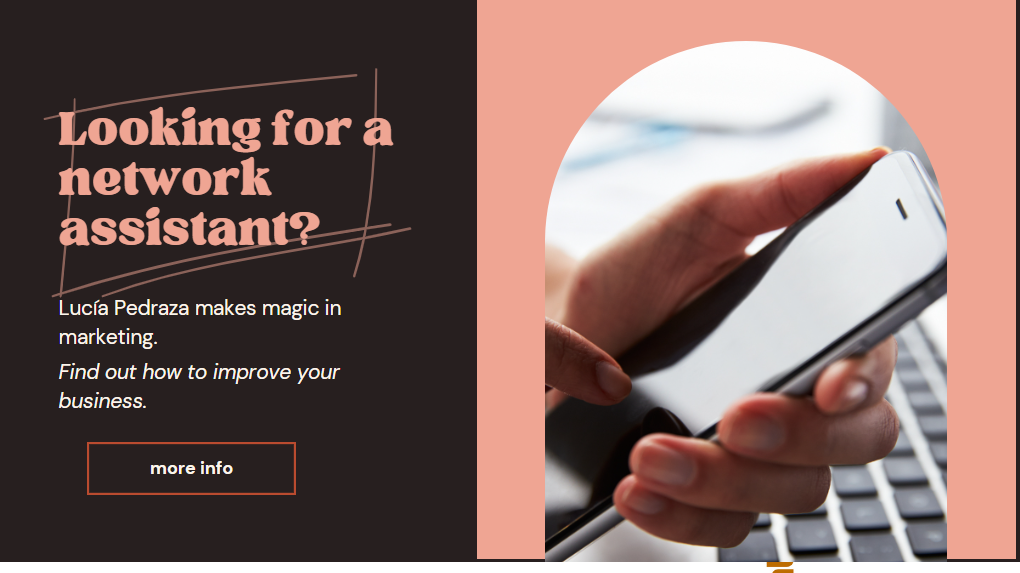 Looking for a
network
assistant?
Lucía Pedraza makes magic in
marketing.
Find out how to improve your
business.
more info